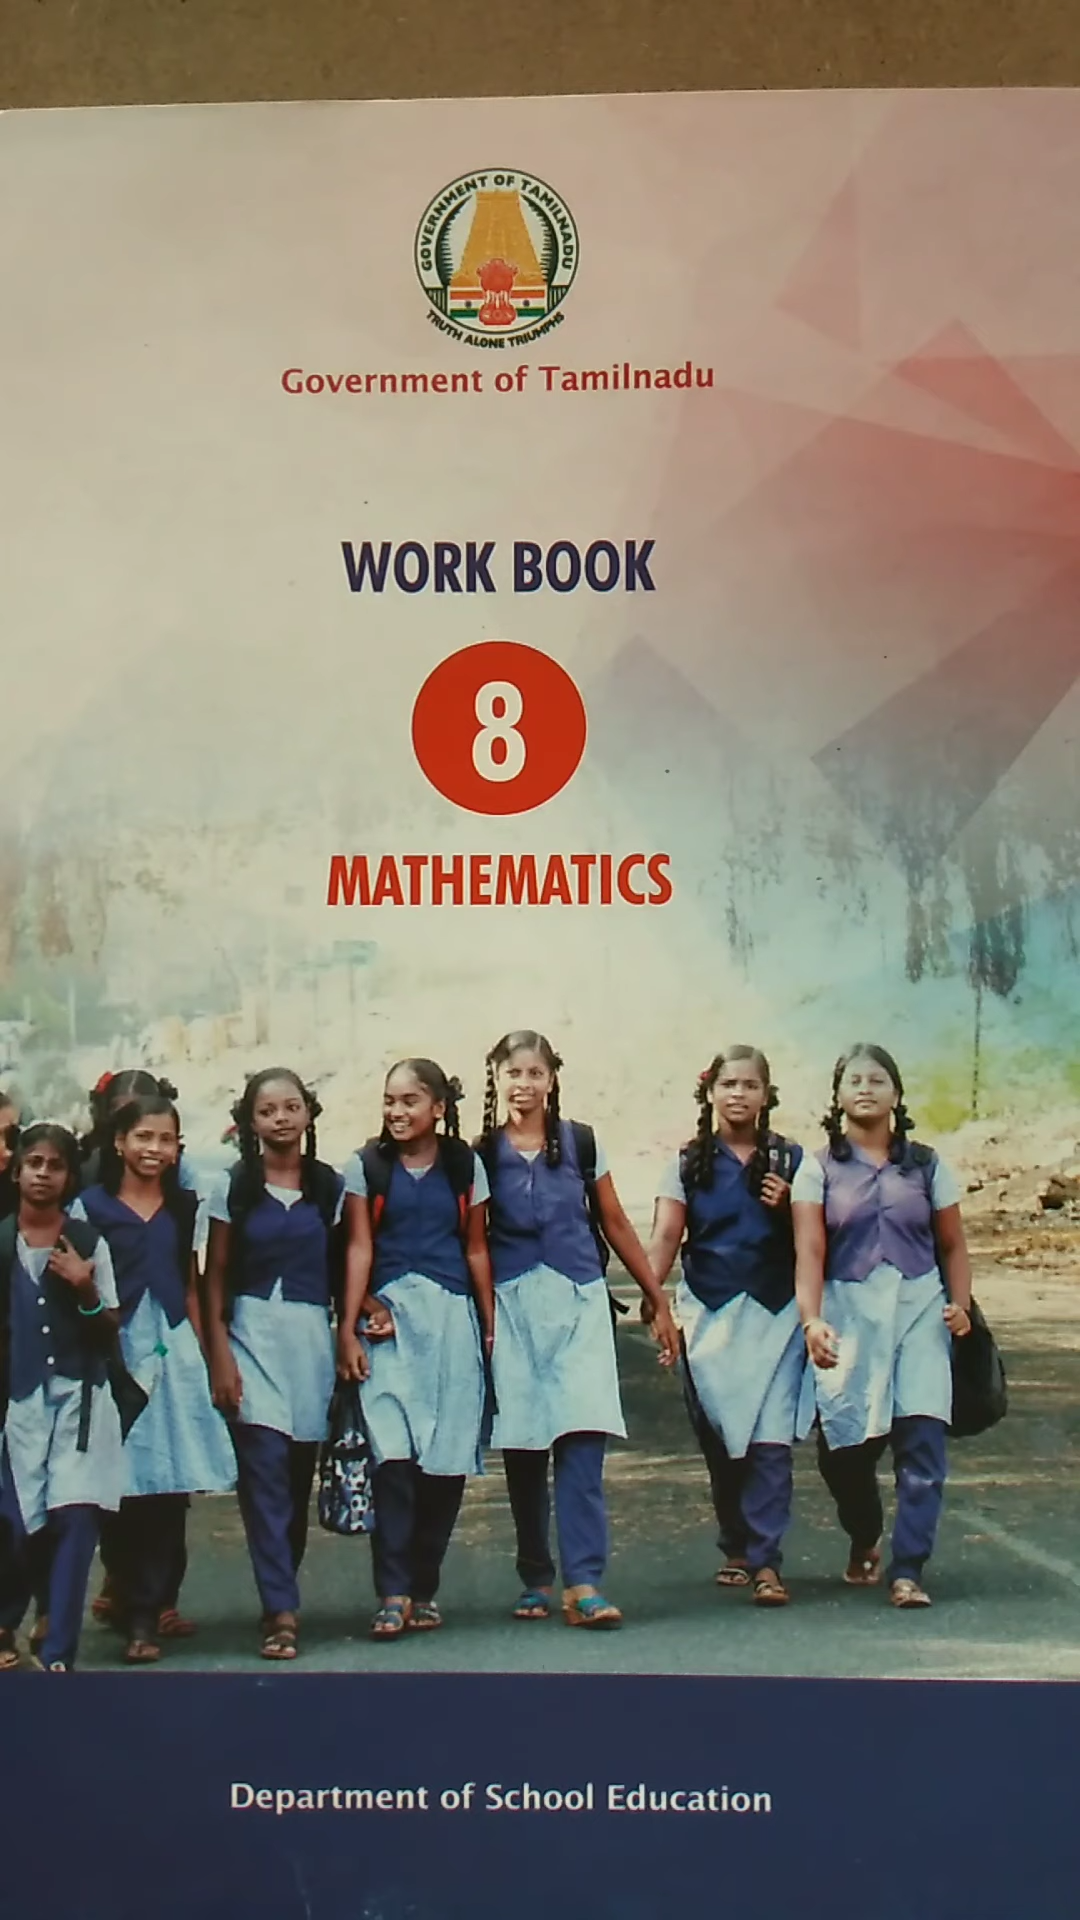 GOVERNMENT OF TAMILNADU
TRUTH ALONE TRIUMPHS
Government of Tamilnadu
WORK BOOK
8
MATHEMATICS
Department of School Education